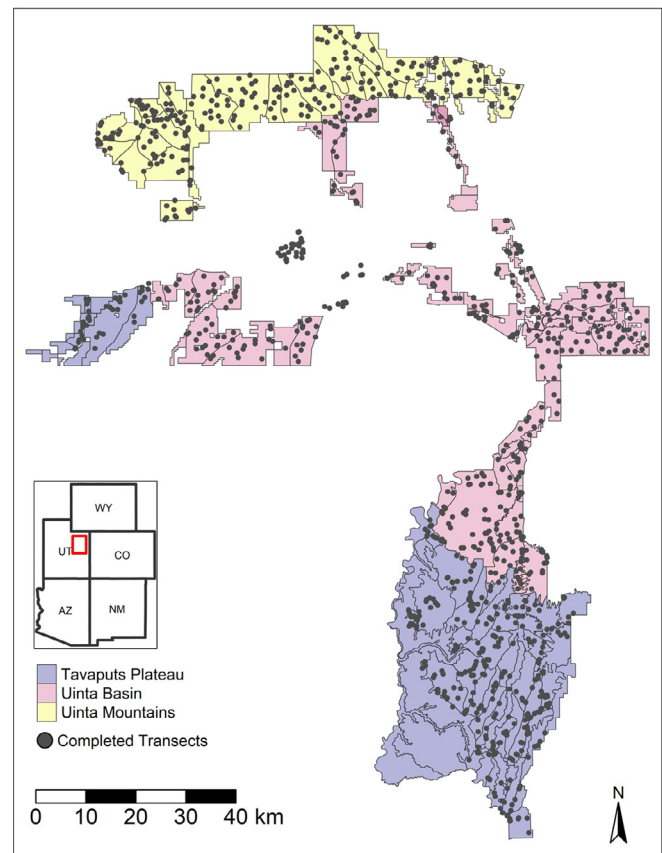 WY
UT
CO
AZ
NM
Tavaputs Plateau
Uinta Basin
Uinta Mountains
Completed Transects
0 10 20 30 40 km
N